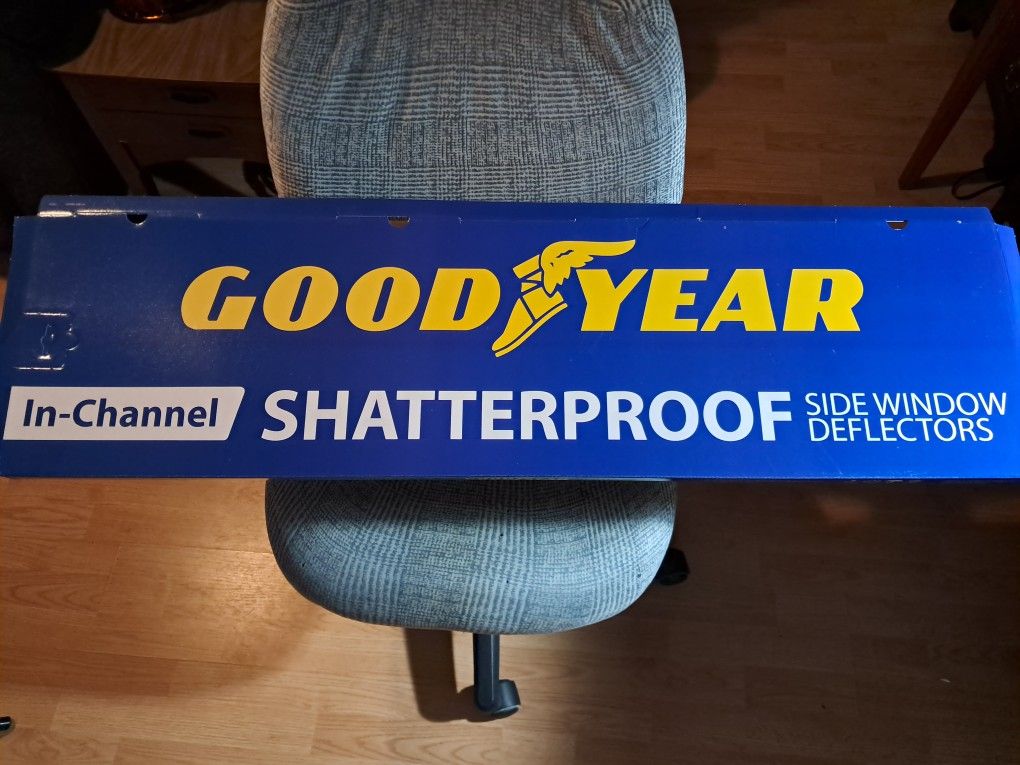 GOODYEAR
In-Channel SHATTERPROOF SIDE WINDOW
DEFLECTORS